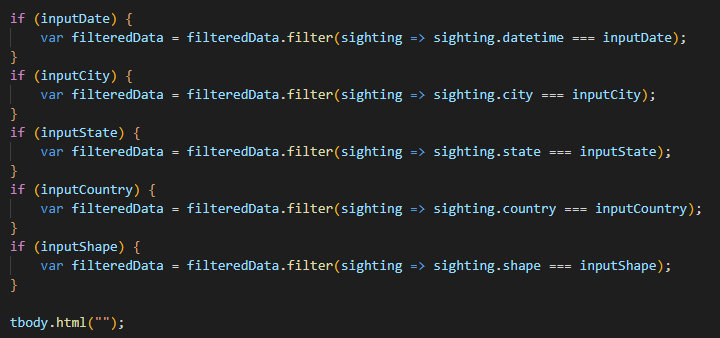 if (inputDate) {
    var filteredData = filteredData.filter(sighting => sighting.datetime === inputDate);
}
if (inputCity) {
    var filteredData = filteredData.filter(sighting => sighting.city === inputCity);
}
if (inputState) {
    var filteredData = filteredData.filter(sighting => sighting.state === inputState);
}
if (inputCountry) {
    var filteredData = filteredData.filter(sighting => sighting.country === inputCountry);
}
if (inputShape) {
    var filteredData = filteredData.filter(sighting => sighting.shape === inputShape);
}

tbody.html("");